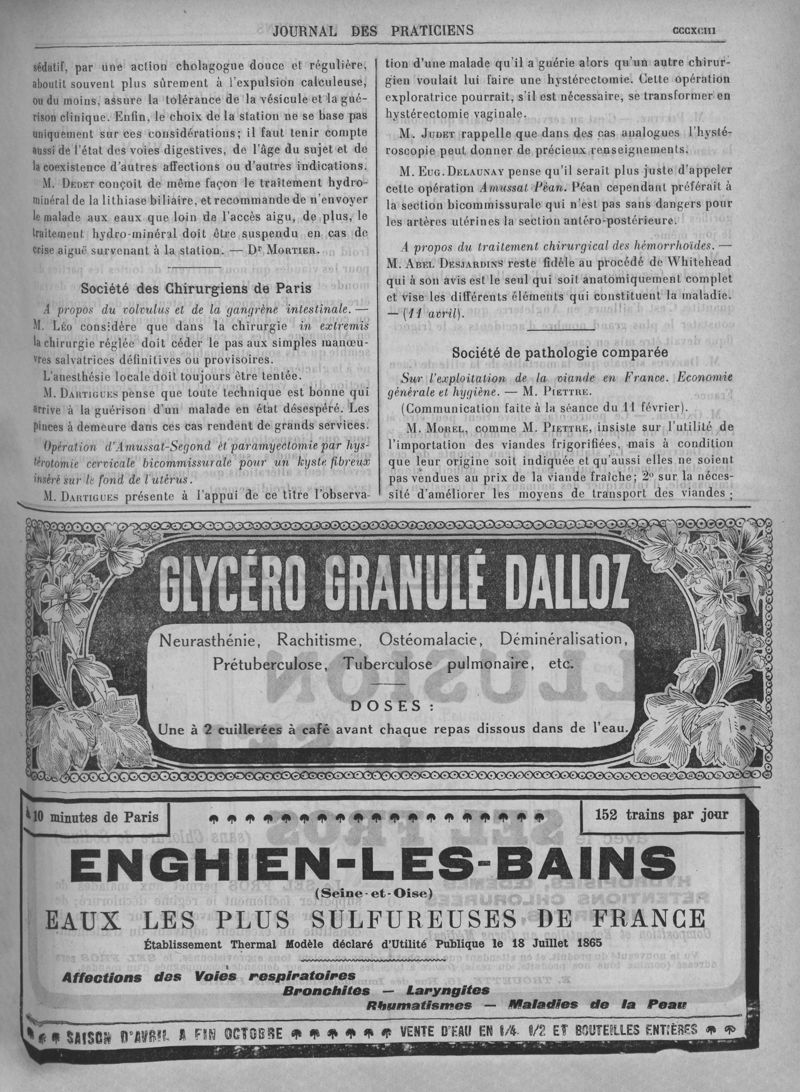 JOURNAL DES PRATICIENS
CCCXCIII
sédatif, par une action cholagogue douce et régulière,
aboutit souvent plus sûrement à l'expulsion calculeuse,
ou du moins, assure la tolérance de la vésicule et la gué-
rison clinique. Enfin, le choix de la station ne se base pas
uniquement sur ces considérations; il faut tenir compte
aussi de l'état des voies digestives, de l'âge du sujet et de
la coexistence d'autres affections ou d'autres indications.
M. DEDET conçoit de même façon le traitement hydro-
minéral de la lithiase biliaire, et recommande de n'envoyer
le malade aux eaux que loin de l'accès aigu, de plus, le
traitement hydro-minéral doit être suspendu en cas de
crise aiguë survenant à la station. — Dr MORTIER.
Société des Chirurgiens de Paris
A propos du volvulus et de la gangrène intestinale. —
M. LÉO considère que dans la chirurgie in extremis
la chirurgie réglée doit céder le pas aux simples manœu-
vres salvatrices définitives ou provisoires.
L'anesthésie locale doit toujours être tentée.
M. DARTIGUES pense que toute technique est bonne qui
arrive à la guérison d'un malade en état désespéré. Les
pinces à demeure dans ces cas rendent de grands services.
Opération d'Amussat-Segond et paramyectomie par hys-
térotomie cervicale bicommissurale pour un kyste fibreux
inséré sur le fond de l'utérus.
M. DARTIGUES présente à l'appui de ce titre l'observa-
tion d'une malade qu'il a guérie alors qu'un autre chirur-
gien voulait lui faire une hystérectomie. Cette opération
exploratrice pourrait, s'il est nécessaire, se transformer en
hystérectomie vaginale.
M. JUDET rappelle que dans des cas analogues l'hysté-
roscopie peut donner de précieux renseignements.
M. EUG. DELAUNAY pense qu'il serait plus juste d'appeler
cette opération Amussat Péan. Péan cependant préférait à
la section bicommissurale qui n'est pas sans dangers pour
les artères utérines la section antéro-postérieure.
A propos du traitement chirurgical des hémorrhoïdes. —
M. ABEL DESJARDINS reste fidèle au procédé de Whitehead
qui à son avis est le seul qui soit anatomiquement complet
et vise les différents éléments qui constituent la maladie.
— (11 avril).
Société de pathologie comparée
Sur l'exploitation de la viande en France. Economie
générale et hygiène. — M. PIETTRE.
(Communication faite à la séance du 11 février).
M. MOREL, comme M. PIETTRE, insiste sur l'utilité de
l'importation des viandes frigorifiées, mais à condition
que leur origine soit indiquée et qu'aussi elles ne soient
pas vendues au prix de la viande fraîche; 2º sur la néces-
sité d'améliorer les moyens de transport des viandes;
GLYCÉRO GRANULÉ DALLOZ
Neurasthénie, Rachitisme, Ostéomalacie, Déminéralisation,
Prétuberculose, Tuberculose pulmonaire, etc.
DOSES :
Une à 2 cuillerées à café avant chaque repas dissous dans de l'eau.
à 10 minutes de Paris
152 trains par jour
ENGHIEN-LES-BAINS
(Seine-et-Oise)
EAUX LES PLUS SULFUREUSES DE FRANCE
Établissement Thermal Modèle déclaré d'Utilité Publique le 18 Juillet 1865
Affections des Voies respiratoires
Bronchites — Laryngites
Rhumatismes — Maladies de la Peau
SAISON D'AVRIL A FIN OCTOBRE
VENTE D'EAU EN 1/4, 1/2 ET BOUTEILLES ENTIÈRES